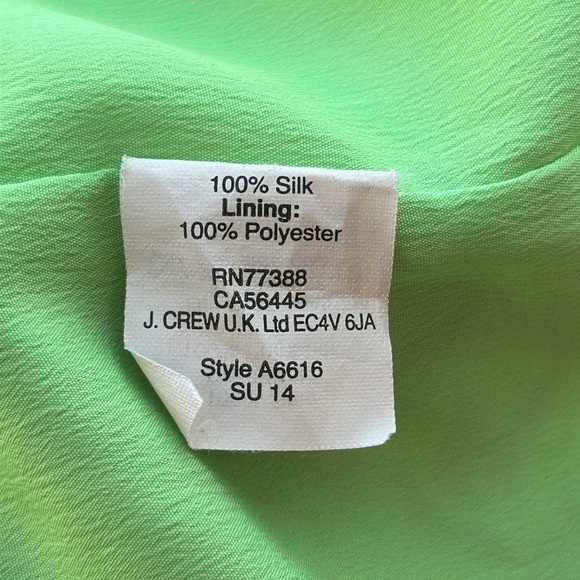 100% Silk
Lining:
100% Polyester
RN77388
CA56445
J. CREW U.K. Ltd EC4V 6JA
Style A6616
SU 14